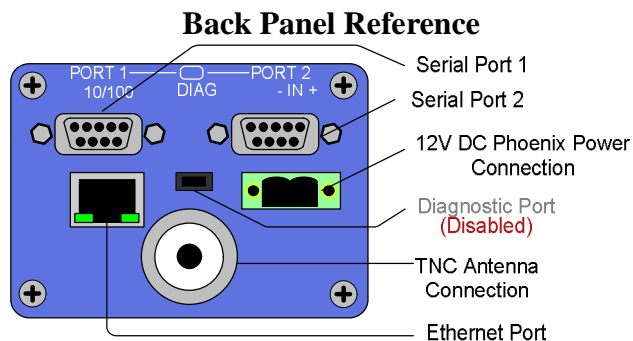 Back Panel Reference
PORT 1 PORT 2
10/100 DIAG - IN +
Serial Port 1
Serial Port 2
12V DC Phoenix Power
Connection
Diagnostic Port
(Disabled)
TNC Antenna
Connection
Ethernet Port